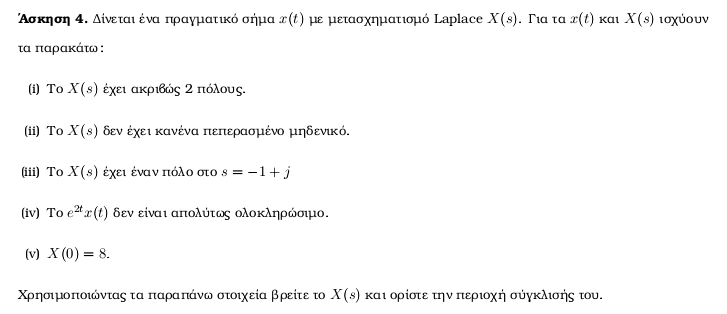 Άσκηση 4. Δίνεται ένα πραγματικό σήμα x(t) με μετασχηματισμό Laplace X(s). Για τα x(t) και X(s) ισχύουν
τα παρακάτω:
(i) Το X(s) έχει ακριβώς 2 πόλους.
(ii) Το X(s) δεν έχει κανένα πεπερασμένο μηδενικό.
(iii) Το X(s) έχει έναν πόλο στο s = −1 + j
(iv) Το e^{2t}x(t) δεν είναι απολύτως ολοκληρώσιμο.
(v) X(0) = 8.
Χρησιμοποιώντας τα παραπάνω στοιχεία βρείτε το X(s) και ορίστε την περιοχή σύγκλισής του.